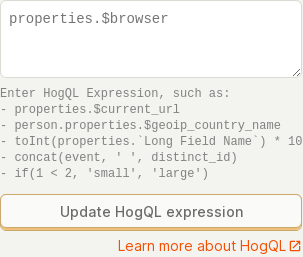 properties.$browser
Enter HogQL Expression, such as:
- properties.$current_url
- person.properties.$geoip_country_name
- toInt(properties.`Long Field Name`) * 10
- concat(event, ' ', distinct_id)
- if(1 < 2, 'small', 'large')
Update HogQL expression
Learn more about HogQL